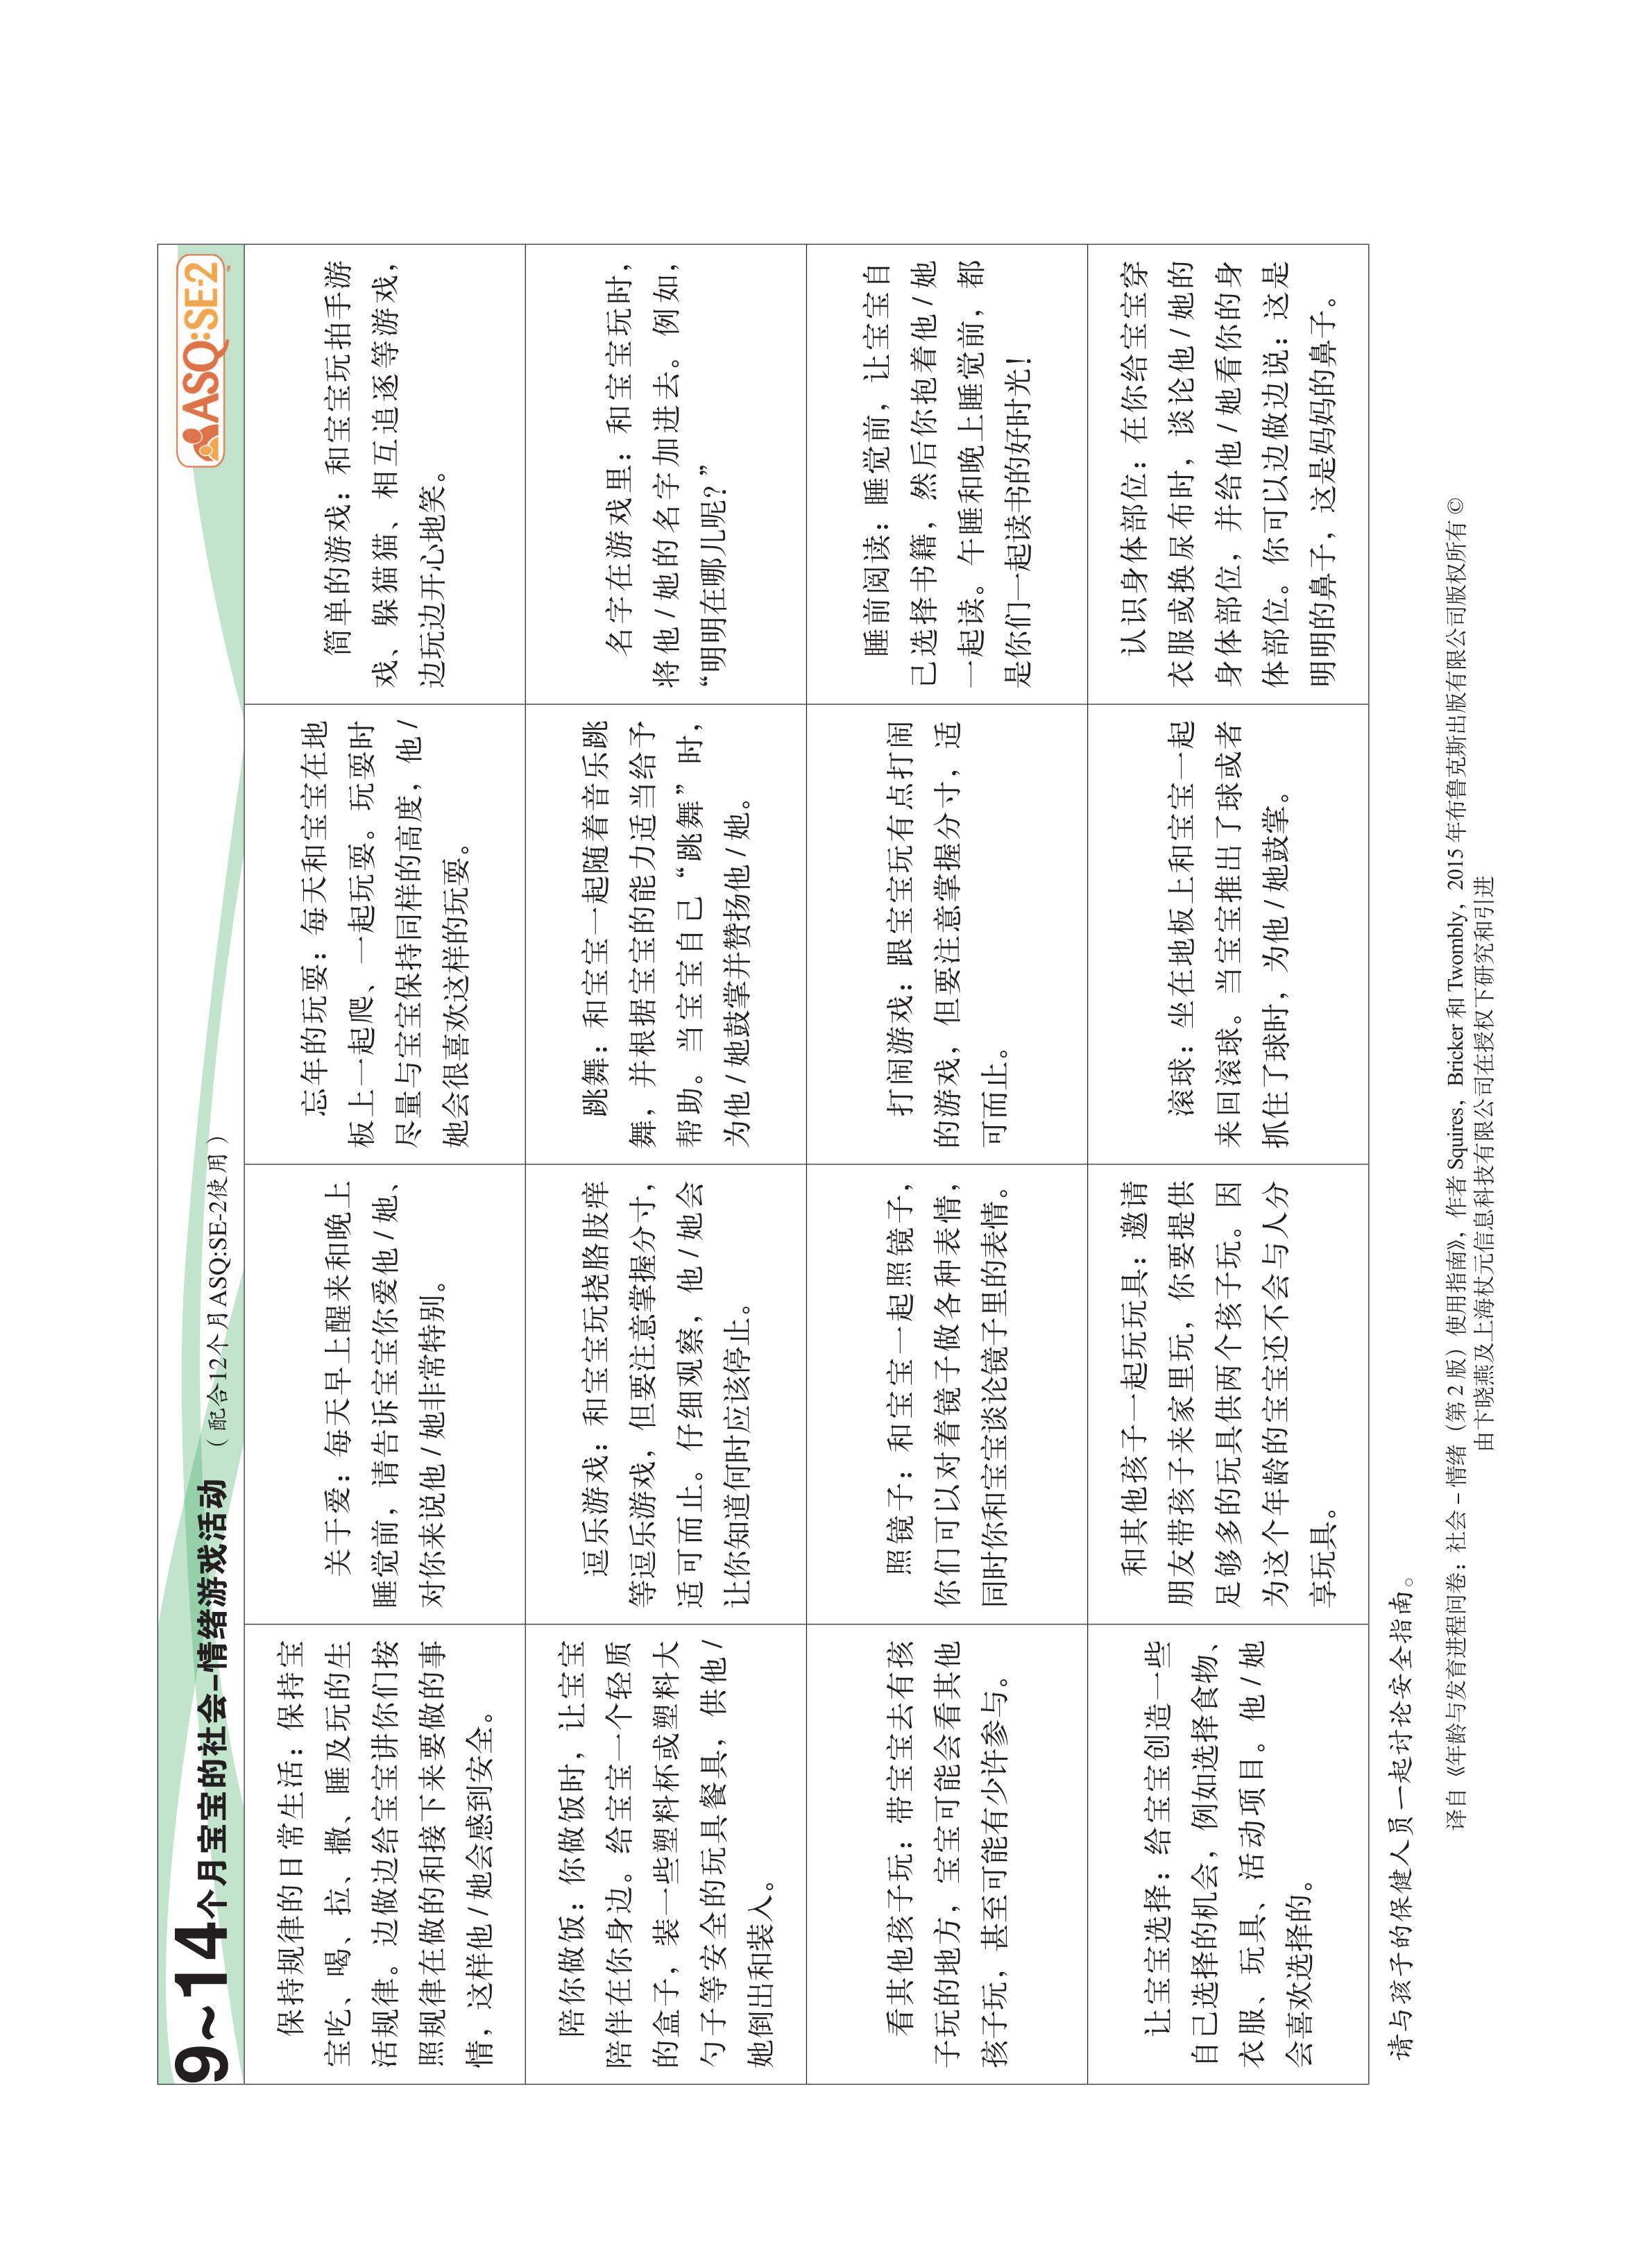 9~14个月宝宝的社会–情绪游戏活动 （配合12个月ASQ:SE-2使用）
ASQ:SE-2™
保持规律的日常生活：保持宝
宝吃、喝、拉、撒、睡及玩的生
活规律。边做边给宝宝讲你们按
照规律在做的和接下来要做的事
情，这样他/她会感到安全。
关于爱：每天早上醒来和晚上
睡觉前，请告诉宝宝你爱他/她、
对你来说他/她非常特别。
忘年的玩耍：每天和宝宝在地
板上一起爬、一起玩耍。玩耍时
尽量与宝宝保持同样的高度，他/
她会很喜欢这样的玩耍。
简单的游戏：和宝宝玩拍手游
戏、躲猫猫、相互追逐等游戏，
边玩边开心地笑。
陪你做饭：你做饭时，让宝宝
陪伴在你身边。给宝宝一个轻质
的盒子，装一些塑料杯或塑料大
勺子等安全的玩具餐具，供他/
她倒出和装入。
逗乐游戏：和宝宝玩挠胳肢痒
等逗乐游戏，但要注意掌握分寸，
适可而止。仔细观察，他/她会
让你知道何时应该停止。
跳舞：和宝宝一起随着音乐跳
舞，并根据宝宝的能力适当给予
帮助。当宝宝自己“跳舞”时，
为他/她鼓掌并赞扬他/她。
名字在游戏里：和宝宝玩时，
将他/她的名字加进去。例如，
“明明在哪儿呢？”
看其他孩子玩：带宝宝去有孩
子玩的地方，宝宝可能会看其他
孩子玩，甚至可能有少许参与。
照镜子：和宝宝一起照镜子，
你们可以对着镜子做各种表情，
同时你和宝宝谈论镜子里的表情。
打闹游戏：跟宝宝玩有点打闹
的游戏，但要注意掌握分寸，适
可而止。
睡前阅读：睡觉前，让宝宝自
己选择书籍，然后你抱着他/她
一起读。午睡和晚上睡觉前，都
是你们一起读书的好时光！
让宝宝选择：给宝宝创造一些
自己选择的机会，例如选择食物、
衣服、玩具、活动项目。他/她
会喜欢选择的。
和其他孩子一起玩玩具：邀请
朋友带孩子来家里玩，你要提供
足够多的玩具供两个孩子玩。因
为这个年龄的宝宝还不会与人分
享玩具。
滚球：坐在地板上和宝宝一起
来回滚球。当宝宝推出了球或者
抓住了球时，为他/她鼓掌。
认识身体部位：在你给宝宝穿
衣服或换尿布时，谈论他/她的
身体部位，并给他/她看你的身
体部位。你可以边做边说：这是
明明的鼻子，这是妈妈的鼻子。
请与孩子的保健人员一起讨论安全指南。
译自《年龄与发育进程问卷：社会–情绪（第2版）使用指南》，作者 Squires，Bricker 和 Twombly，2015 年布鲁克斯出版有限公司版权所有 ©
由卞晓燕及上海杖元信息科技有限公司在授权下研究和引进